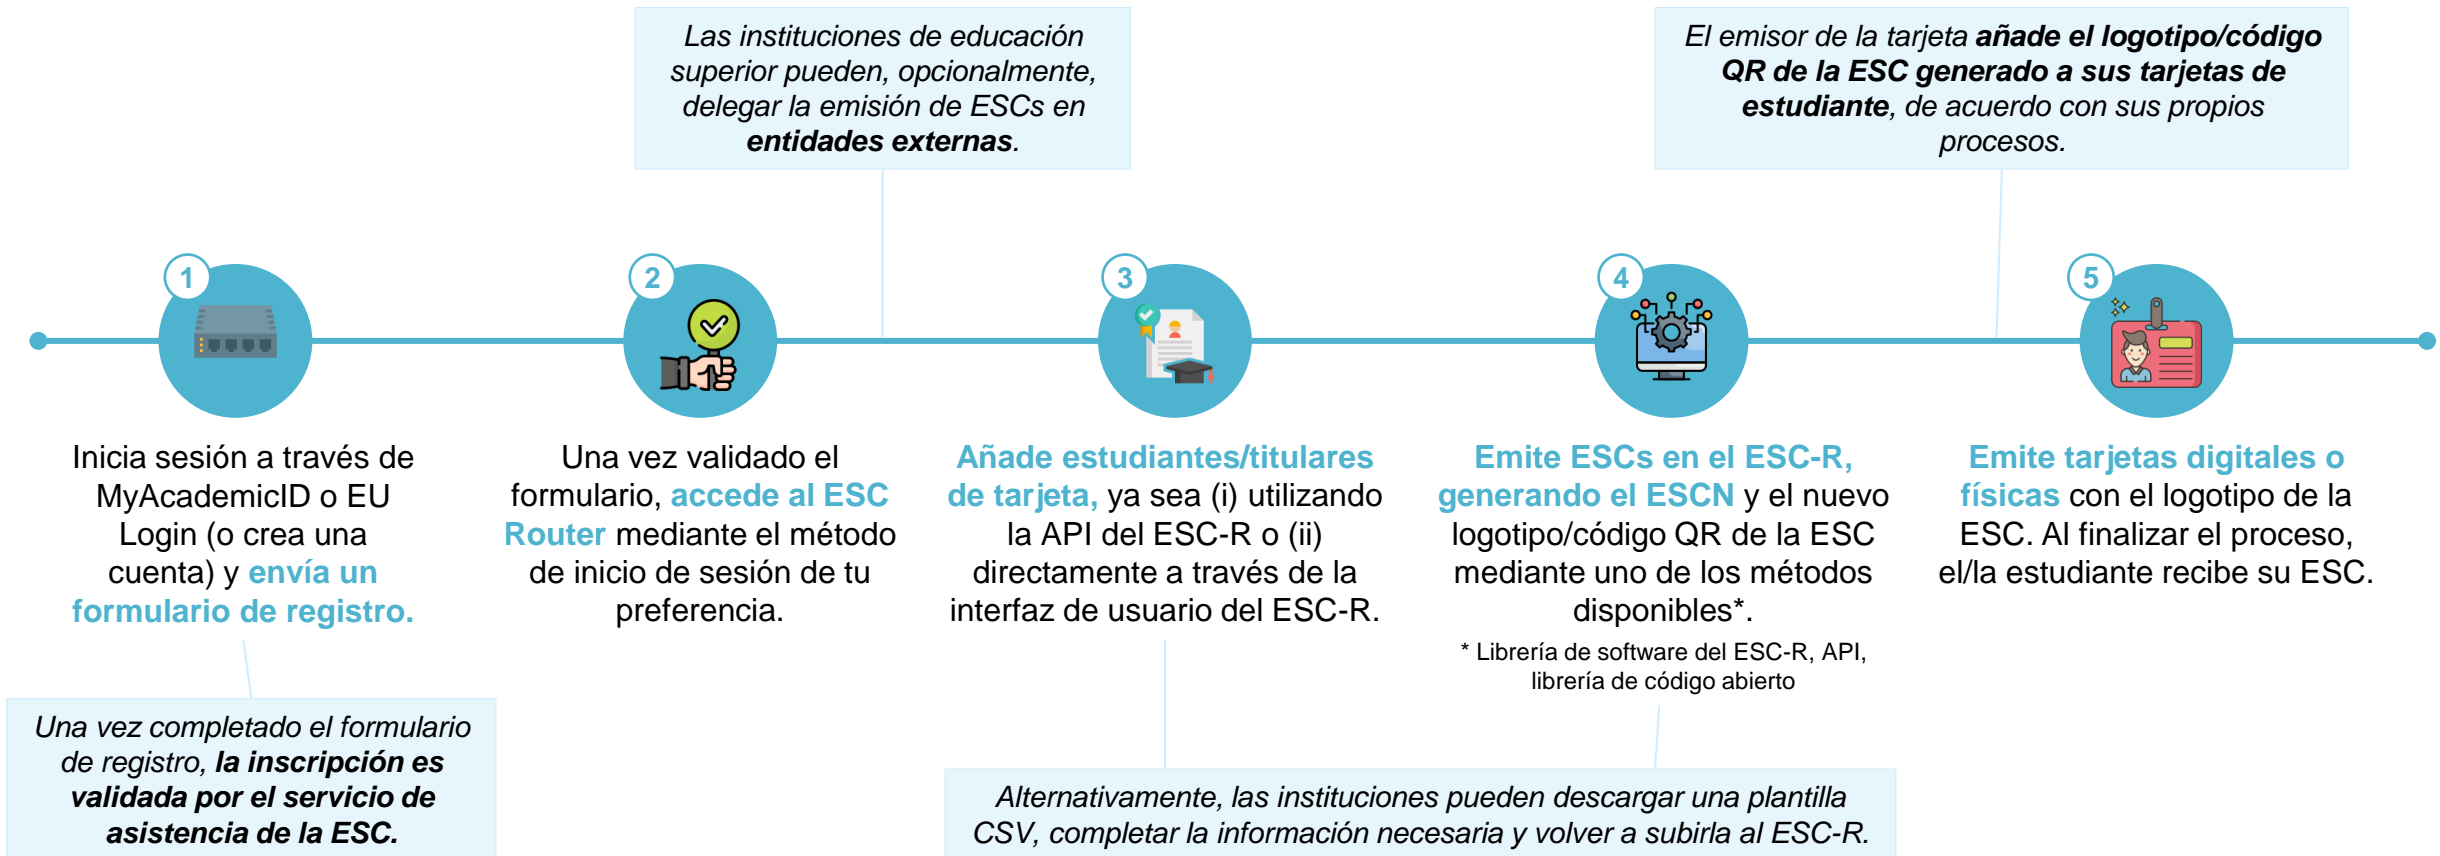 Las instituciones de educación
superior pueden, opcionalmente,
delegar la emisión de ESCs en
entidades externas.
El emisor de la tarjeta añade el logotipo/código
QR de la ESC generado a sus tarjetas de
estudiante, de acuerdo con sus propios
procesos.
1
Inicia sesión a través de
MyAcademicID o EU
Login (o crea una
cuenta) y envía un
formulario de registro.
2
Una vez validado el
formulario, accede al ESC
Router mediante el método
de inicio de sesión de tu
preferencia.
3
Añade estudiantes/titulares
de tarjeta, ya sea (i) utilizando
la API del ESC-R o (ii)
directamente a través de la
interfaz de usuario del ESC-R.
4
Emite ESCs en el ESC-R,
generando el ESCN y el nuevo
logotipo/código QR de la ESC
mediante uno de los métodos
disponibles*.
* Librería de software del ESC-R, API,
librería de código abierto
5
Emite tarjetas digitales o
físicas con el logotipo de la
ESC. Al finalizar el proceso,
el/la estudiante recibe su ESC.
Una vez completado el formulario
de registro, la inscripción es
validada por el servicio de
asistencia de la ESC.
Alternativamente, las instituciones pueden descargar una plantilla
CSV, completar la información necesaria y volver a subirla al ESC-R.